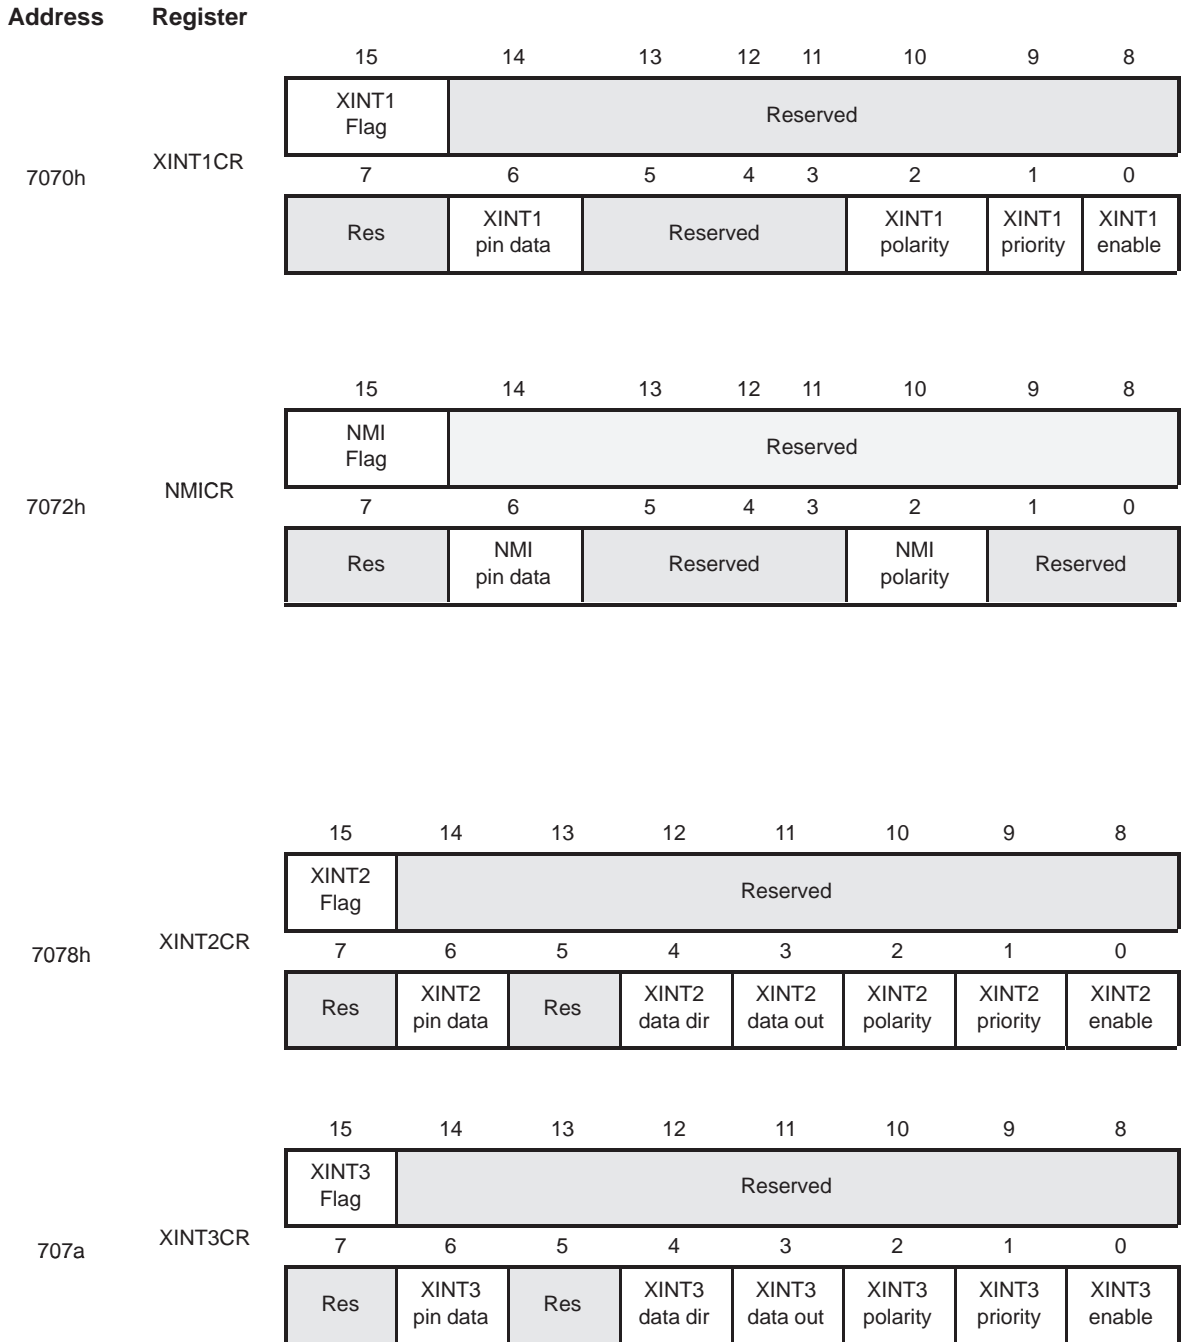 Address Register
15 14 13 12 11 10 9 8
XINT1 Flag Reserved
7070h XINT1CR
7 6 5 4 3 2 1 0
Res XINT1 pin data Reserved XINT1 polarity XINT1 priority XINT1 enable
15 14 13 12 11 10 9 8
NMI Flag Reserved
7072h NMICR
7 6 5 4 3 2 1 0
Res NMI pin data Reserved NMI polarity Reserved
15 14 13 12 11 10 9 8
XINT2 Flag Reserved
7078h XINT2CR
7 6 5 4 3 2 1 0
Res XINT2 pin data Res XINT2 data dir XINT2 data out XINT2 polarity XINT2 priority XINT2 enable
15 14 13 12 11 10 9 8
XINT3 Flag Reserved
707a XINT3CR
7 6 5 4 3 2 1 0
Res XINT3 pin data Res XINT3 data dir XINT3 data out XINT3 polarity XINT3 priority XINT3 enable